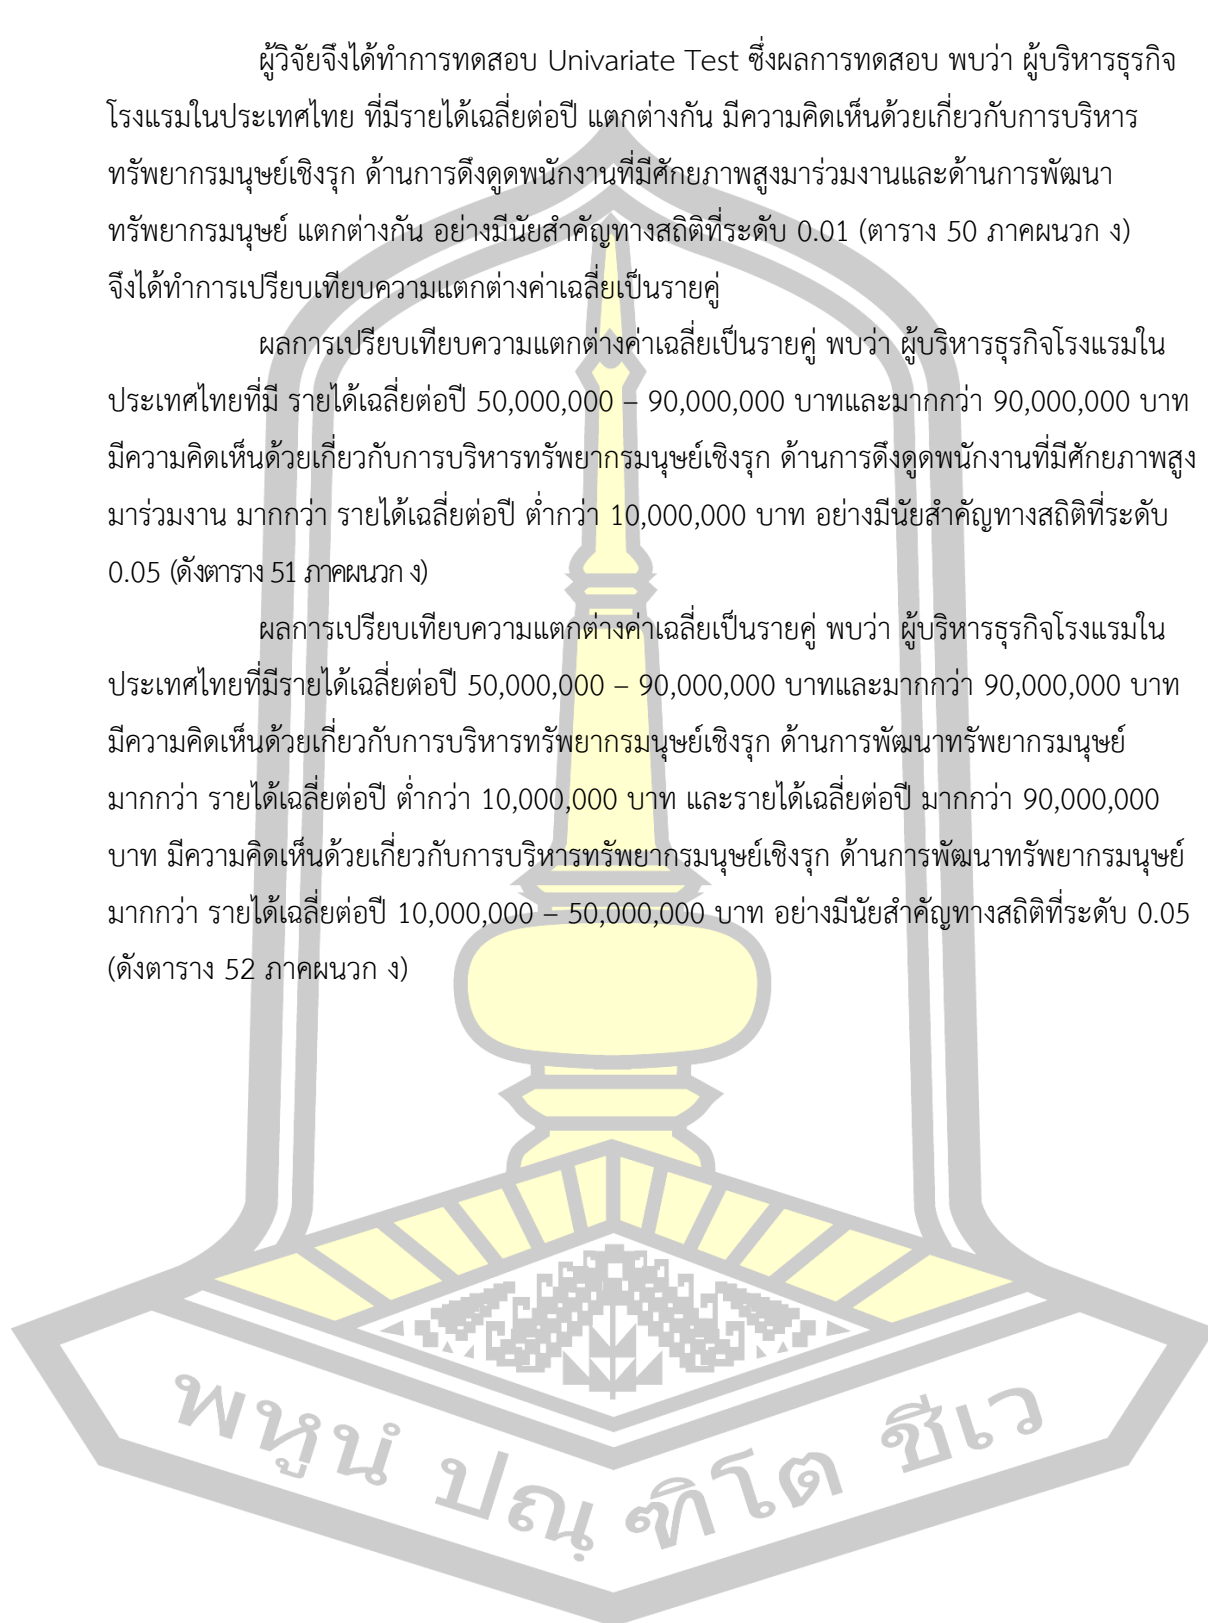 ผู้วิจัยจึงได้ทำการทดสอบ Univariate Test ซึ่งผลการทดสอบ พบว่า ผู้บริหารธุรกิจ
โรงแรมในประเทศไทย ที่มีรายได้เฉลี่ยต่อปี แตกต่างกัน มีความคิดเห็นด้วยเกี่ยวกับการบริหาร
ทรัพยากรมนุษย์เชิงรุก ด้านการดึงดูดพนักงานที่มีศักยภาพสูงมาร่วมงานและด้านการพัฒนา
ทรัพยากรมนุษย์ แตกต่างกัน อย่างมีนัยสำคัญทางสถิติที่ระดับ 0.01 (ตาราง 50 ภาคผนวก ง)
จึงได้ทำการเปรียบเทียบความแตกต่างค่าเฉลี่ยเป็นรายคู่
ผลการเปรียบเทียบความแตกต่างค่าเฉลี่ยเป็นรายคู่ พบว่า ผู้บริหารธุรกิจโรงแรมใน
ประเทศไทยที่มี รายได้เฉลี่ยต่อปี 50,000,000 – 90,000,000 บาทและมากกว่า 90,000,000 บาท
มีความคิดเห็นด้วยเกี่ยวกับการบริหารทรัพยากรมนุษย์เชิงรุก ด้านการดึงดูดพนักงานที่มีศักยภาพสูง
มาร่วมงาน มากกว่า รายได้เฉลี่ยต่อปี ต่ำกว่า 10,000,000 บาท อย่างมีนัยสำคัญทางสถิติที่ระดับ
0.05 (ดังตาราง 51 ภาคผนวก ง)
ผลการเปรียบเทียบความแตกต่างค่าเฉลี่ยเป็นรายคู่ พบว่า ผู้บริหารธุรกิจโรงแรมใน
ประเทศไทยที่มีรายได้เฉลี่ยต่อปี 50,000,000 – 90,000,000 บาทและมากกว่า 90,000,000 บาท
มีความคิดเห็นด้วยเกี่ยวกับการบริหารทรัพยากรมนุษย์เชิงรุก ด้านการพัฒนาทรัพยากรมนุษย์
มากกว่า รายได้เฉลี่ยต่อปี ต่ำกว่า 10,000,000 บาท และรายได้เฉลี่ยต่อปี มากกว่า 90,000,000
บาท มีความคิดเห็นด้วยเกี่ยวกับการบริหารทรัพยากรมนุษย์เชิงรุก ด้านการพัฒนาทรัพยากรมนุษย์
มากกว่า รายได้เฉลี่ยต่อปี 10,000,000 – 50,000,000 บาท อย่างมีนัยสำคัญทางสถิติที่ระดับ 0.05
(ดังตาราง 52 ภาคผนวก ง)
พหูนํ ปณฺฑิโต ชีเว